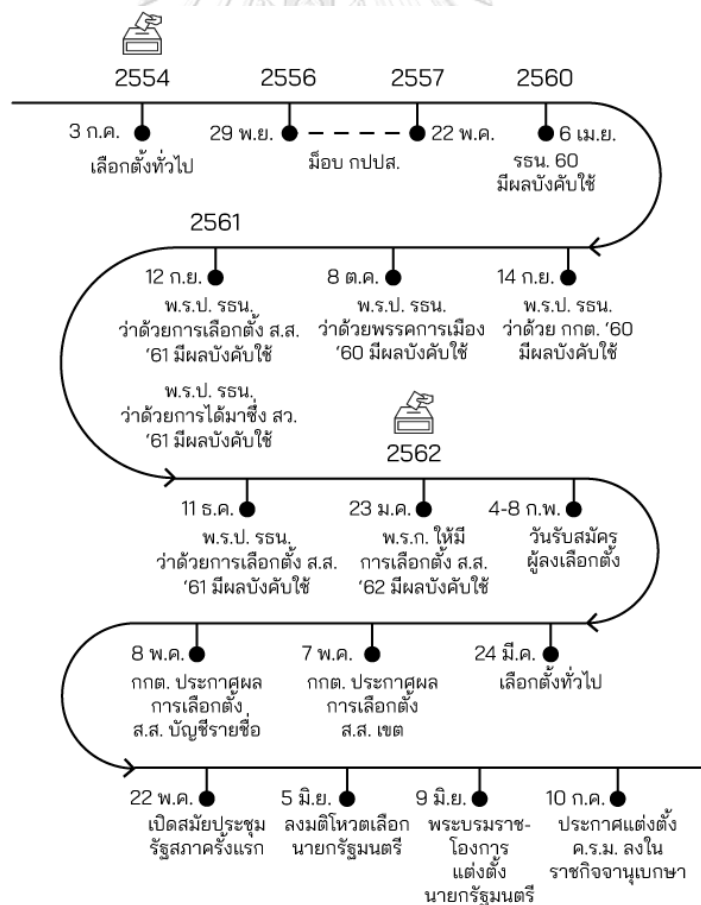 2554
3 ก.ค.
เลือกตั้งทั่วไป
2556
2557
29 พ.ย.
22 พ.ค.
ม็อบ กปปส.
2560
6 เม.ย.
รธน. 60
มีผลบังคับใช้
2561
12 ก.ย.
พ.ร.ป. รธน.
ว่าด้วยการเลือกตั้ง ส.ส.
‘61 มีผลบังคับใช้
พ.ร.ป. รธน.
ว่าด้วยการได้มาซึ่ง สว.
‘61 มีผลบังคับใช้
8 ต.ค.
พ.ร.ป. รธน.
ว่าด้วยพรรคการเมือง
‘60 มีผลบังคับใช้
14 ก.ย.
พ.ร.ป. รธน.
ว่าด้วย กกต. ‘60
มีผลบังคับใช้
2562
11 ธ.ค.
พ.ร.ป. รธน.
ว่าด้วยการเลือกตั้ง ส.ส.
‘61 มีผลบังคับใช้
23 ม.ค.
พ.ร.ก. ให้มี
การเลือกตั้ง ส.ส.
‘62 มีผลบังคับใช้
4-8 ก.พ.
วันรับสมัคร
ผู้ลงเลือกตั้ง
8 พ.ค.
กกต. ประกาศผล
การเลือกตั้ง
ส.ส. บัญชีรายชื่อ
7 พ.ค.
กกต. ประกาศผล
การเลือกตั้ง
ส.ส. เขต
24 มี.ค.
เลือกตั้งทั่วไป
22 พ.ค.
เปิดสมัยประชุม
รัฐสภาครั้งแรก
5 มิ.ย.
ลงมติโหวตเลือก
นายกรัฐมนตรี
9 มิ.ย.
พระบรมราช-
โองการ
แต่งตั้ง
นายกรัฐมนตรี
10 ก.ค.
ประกาศแต่งตั้ง
ค.ร.ม. ลงใน
ราชกิจจานุเบกษา